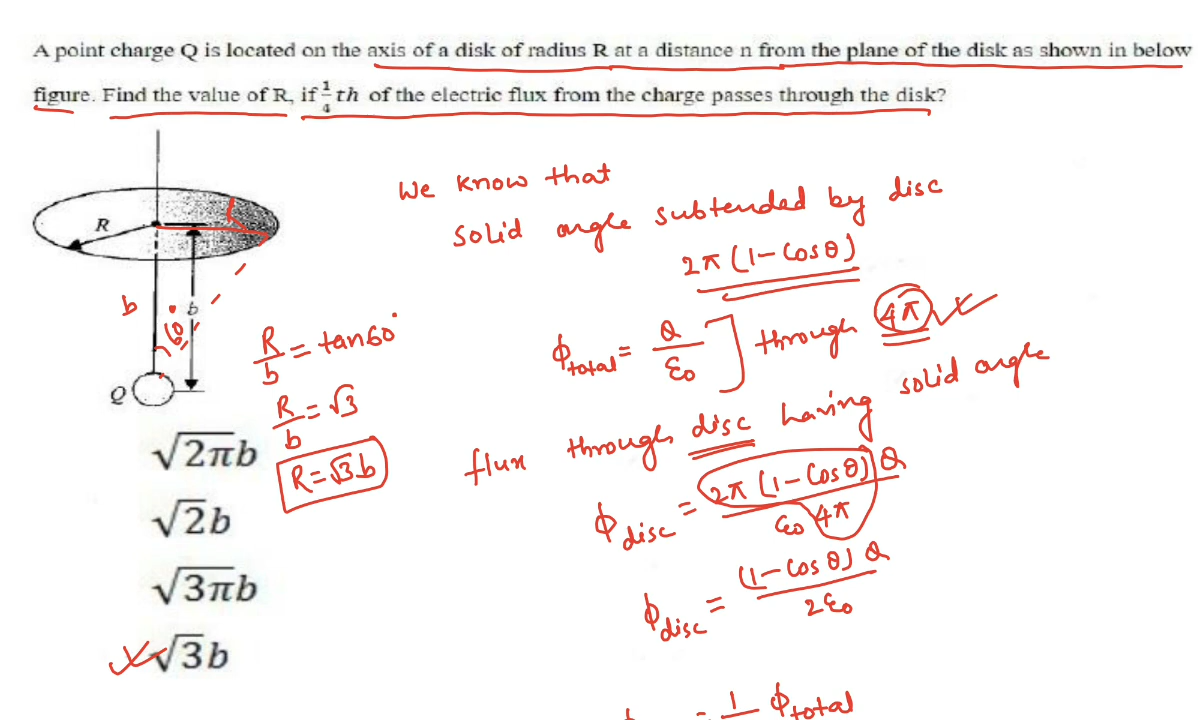 A point charge Q is located on the axis of a disk of radius R at a distance n from the plane of the disk as shown in below
figure. Find the value of R, if 1/4 th of the electric flux from the charge passes through the disk?
We know that
solid angle subtended by disc
2π (1 - Cosθ)
R
b
b
60°
Q
R/b = tan60°
R/b = √3
R = √3 b
ϕtotal = Q/ε0 ] through 4π
flux through disc having solid angle
ϕdisc = 2π (1 - Cosθ) Q / ε0 4π
ϕdisc = (1 - Cosθ) Q / 2ε0
1 ϕtotal
√2πb
√2b
√3πb
√3b